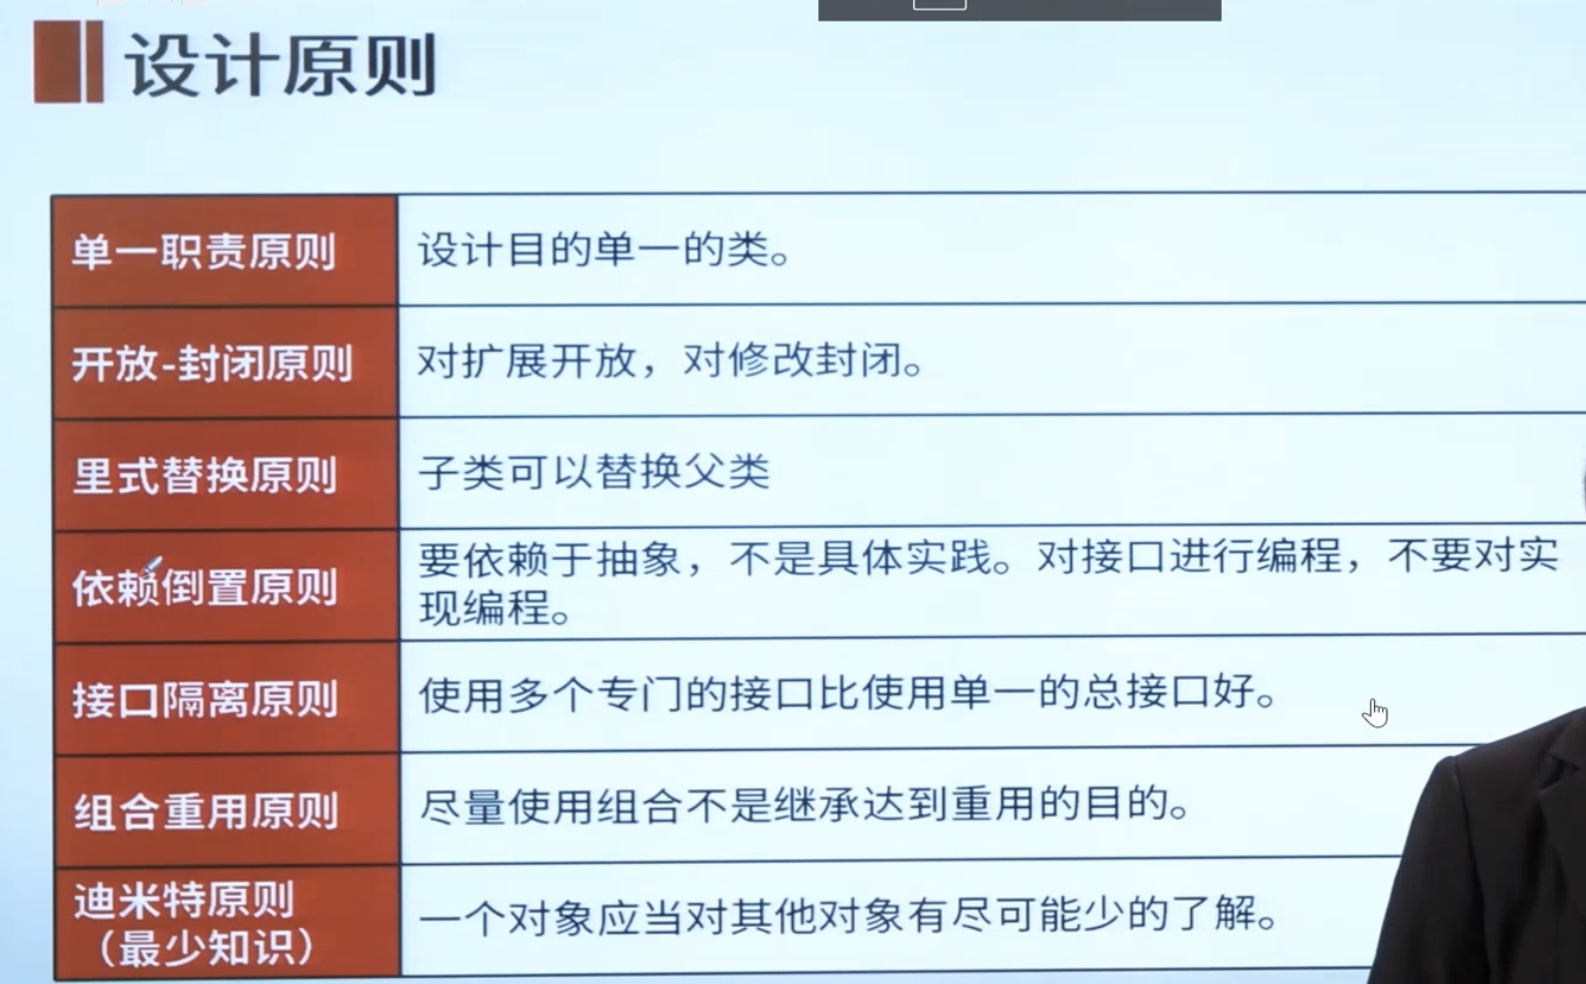 设计原则
单一职责原则
设计目的单一的类。
开放-封闭原则
对扩展开放，对修改封闭。
里式替换原则
子类可以替换父类
依赖倒置原则
要依赖于抽象，不是具体实践。对接口进行编程，不要对实
现编程。
接口隔离原则
使用多个专门的接口比使用单一的总接口好。
组合重用原则
尽量使用组合不是继承达到重用的目的。
迪米特原则
（最少知识）
一个对象应当对其他对象有尽可能少的了解。